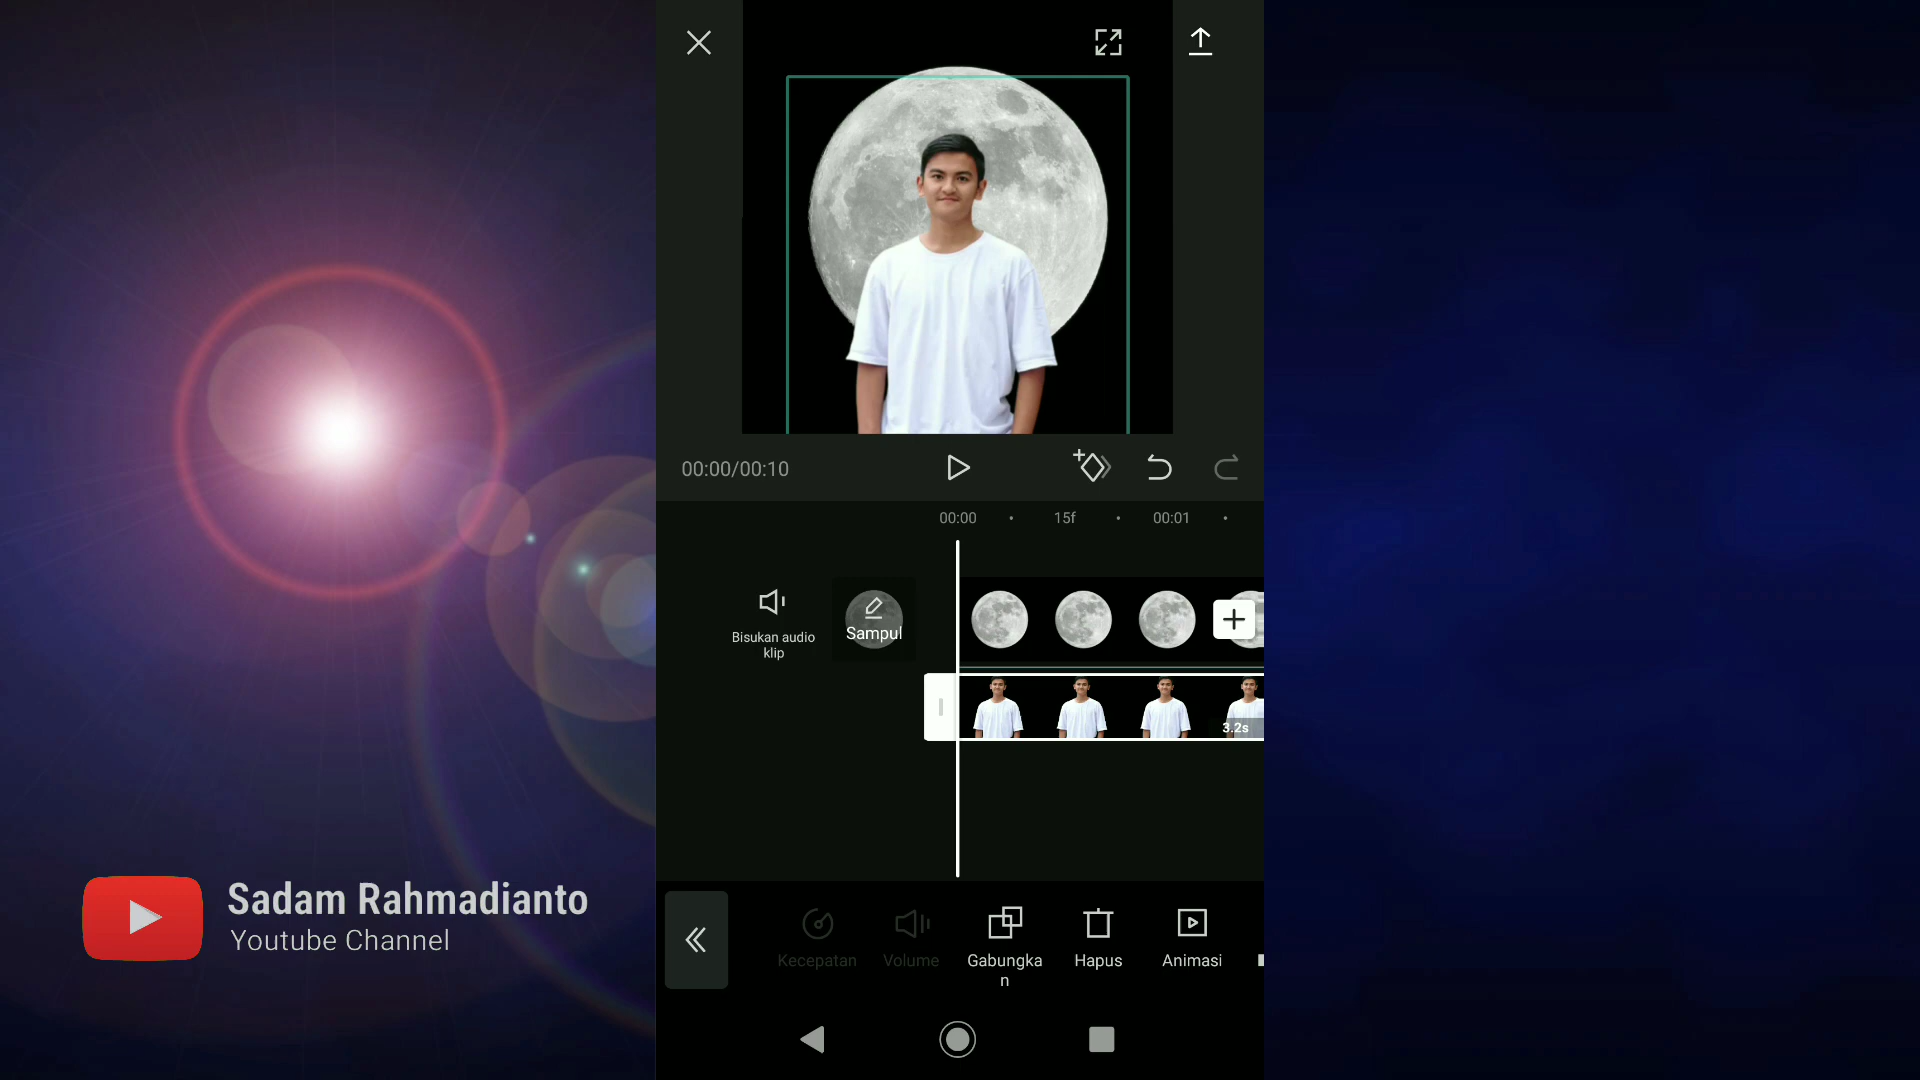 00:00/00:10
00:00
15f
00:01
Bisukan audio
klip
Sampul
3.2s
Kecepatan
Volume
Gabungka
n
Hapus
Animasi
Sadam Rahmadianto
Youtube Channel